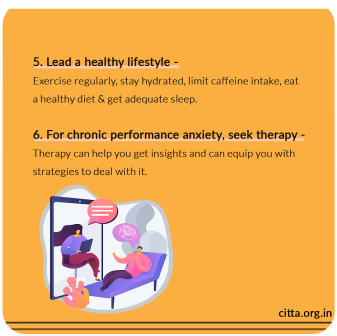 5. Lead a healthy lifestyle -
Exercise regularly, stay hydrated, limit caffeine intake, eat
a healthy diet & get adequate sleep.
6. For chronic performance anxiety, seek therapy -
Therapy can help you get insights and can equip you with
strategies to deal with it.
citta.org.in